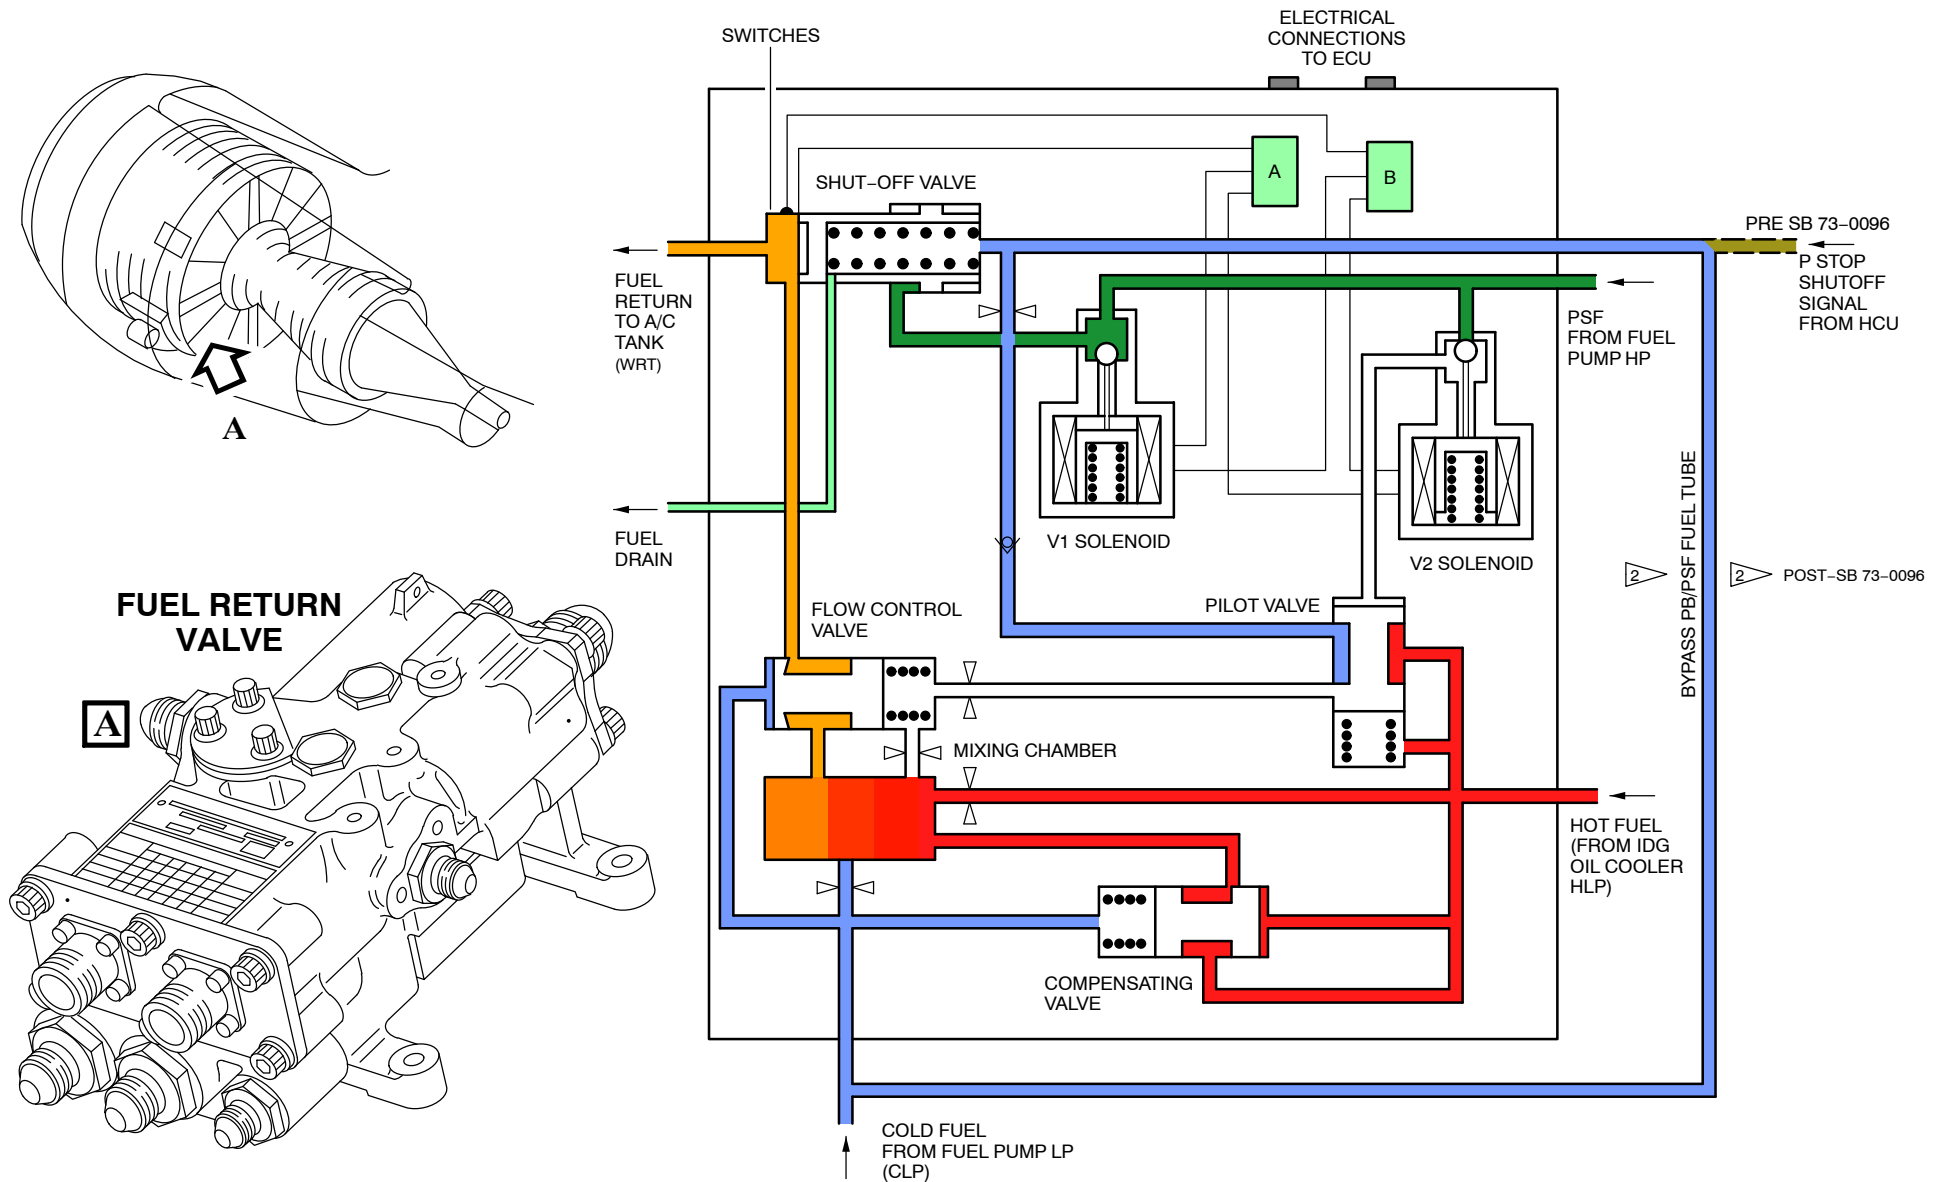 SWITCHES
ELECTRICAL
CONNECTIONS
TO ECU
A
B
SHUT-OFF VALVE
PRE SB 73-0096
P STOP
SHUTOFF
SIGNAL
FROM HCU
FUEL
RETURN
TO A/C
TANK
(WRT)
PSF
FROM FUEL
PUMP HP
A
FUEL
DRAIN
V1 SOLENOID
V2 SOLENOID
BYPASS PB/PSF FUEL TUBE
2
2
POST-SB 73-0096
FUEL RETURN
VALVE
A
FLOW CONTROL
VALVE
PILOT VALVE
MIXING CHAMBER
HOT FUEL
(FROM IDG
OIL COOLER
HLP)
COMPENSATING
VALVE
COLD FUEL
FROM FUEL PUMP LP
(CLP)